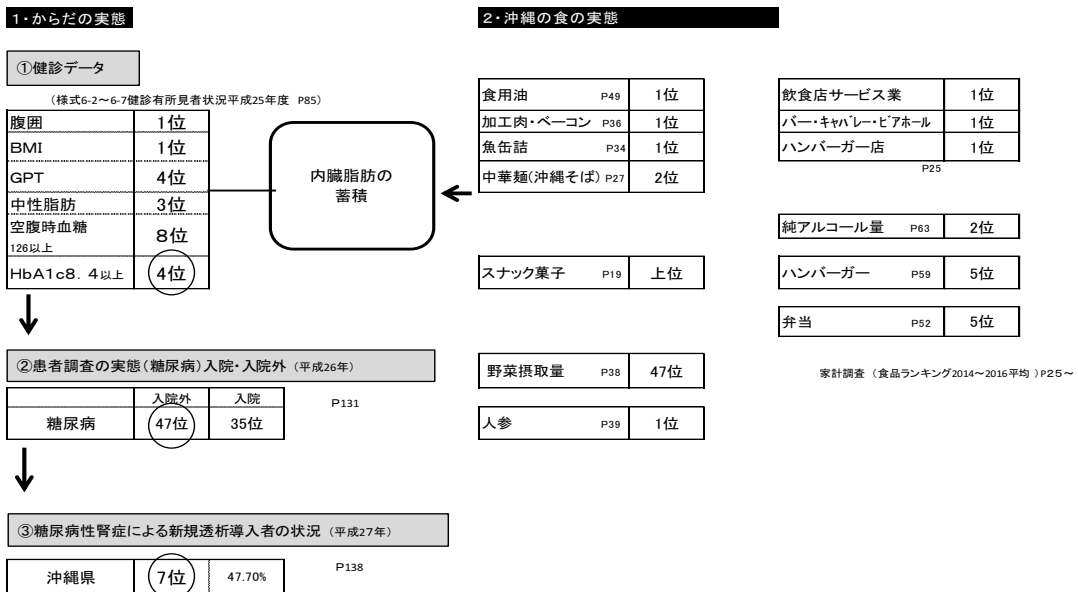 1・からだの実態
①健診データ
(様式6-2～6-7健診有所見者状況平成25年度 P85)
腹囲 1位
BMI 1位
GPT 4位
中性脂肪 3位
空腹時血糖
126以上 8位
HbA1c8.4以上 4位
内臓脂肪の
蓄積
②患者調査の実態(糖尿病)入院・入院外 (平成26年)
入院外 入院
糖尿病 47位 35位
P131
③糖尿病性腎症による新規透析導入者の状況 (平成27年)
沖縄県 7位 47.70%
P138
2・沖縄の食の実態
食用油 P49 1位
加工肉・ベーコン P36 1位
魚缶詰 P34 1位
中華麺(沖縄そば) P27 2位
スナック菓子 P19 上位
野菜摂取量 P38 47位
人参 P39 1位
飲食店サービス業 1位
バー・キャバレー・ビアホール 1位
ハンバーガー店 1位
P25
純アルコール量 P63 2位
ハンバーガー P59 5位
弁当 P52 5位
家計調査 (食品ランキング2014～2016平均 )P25～